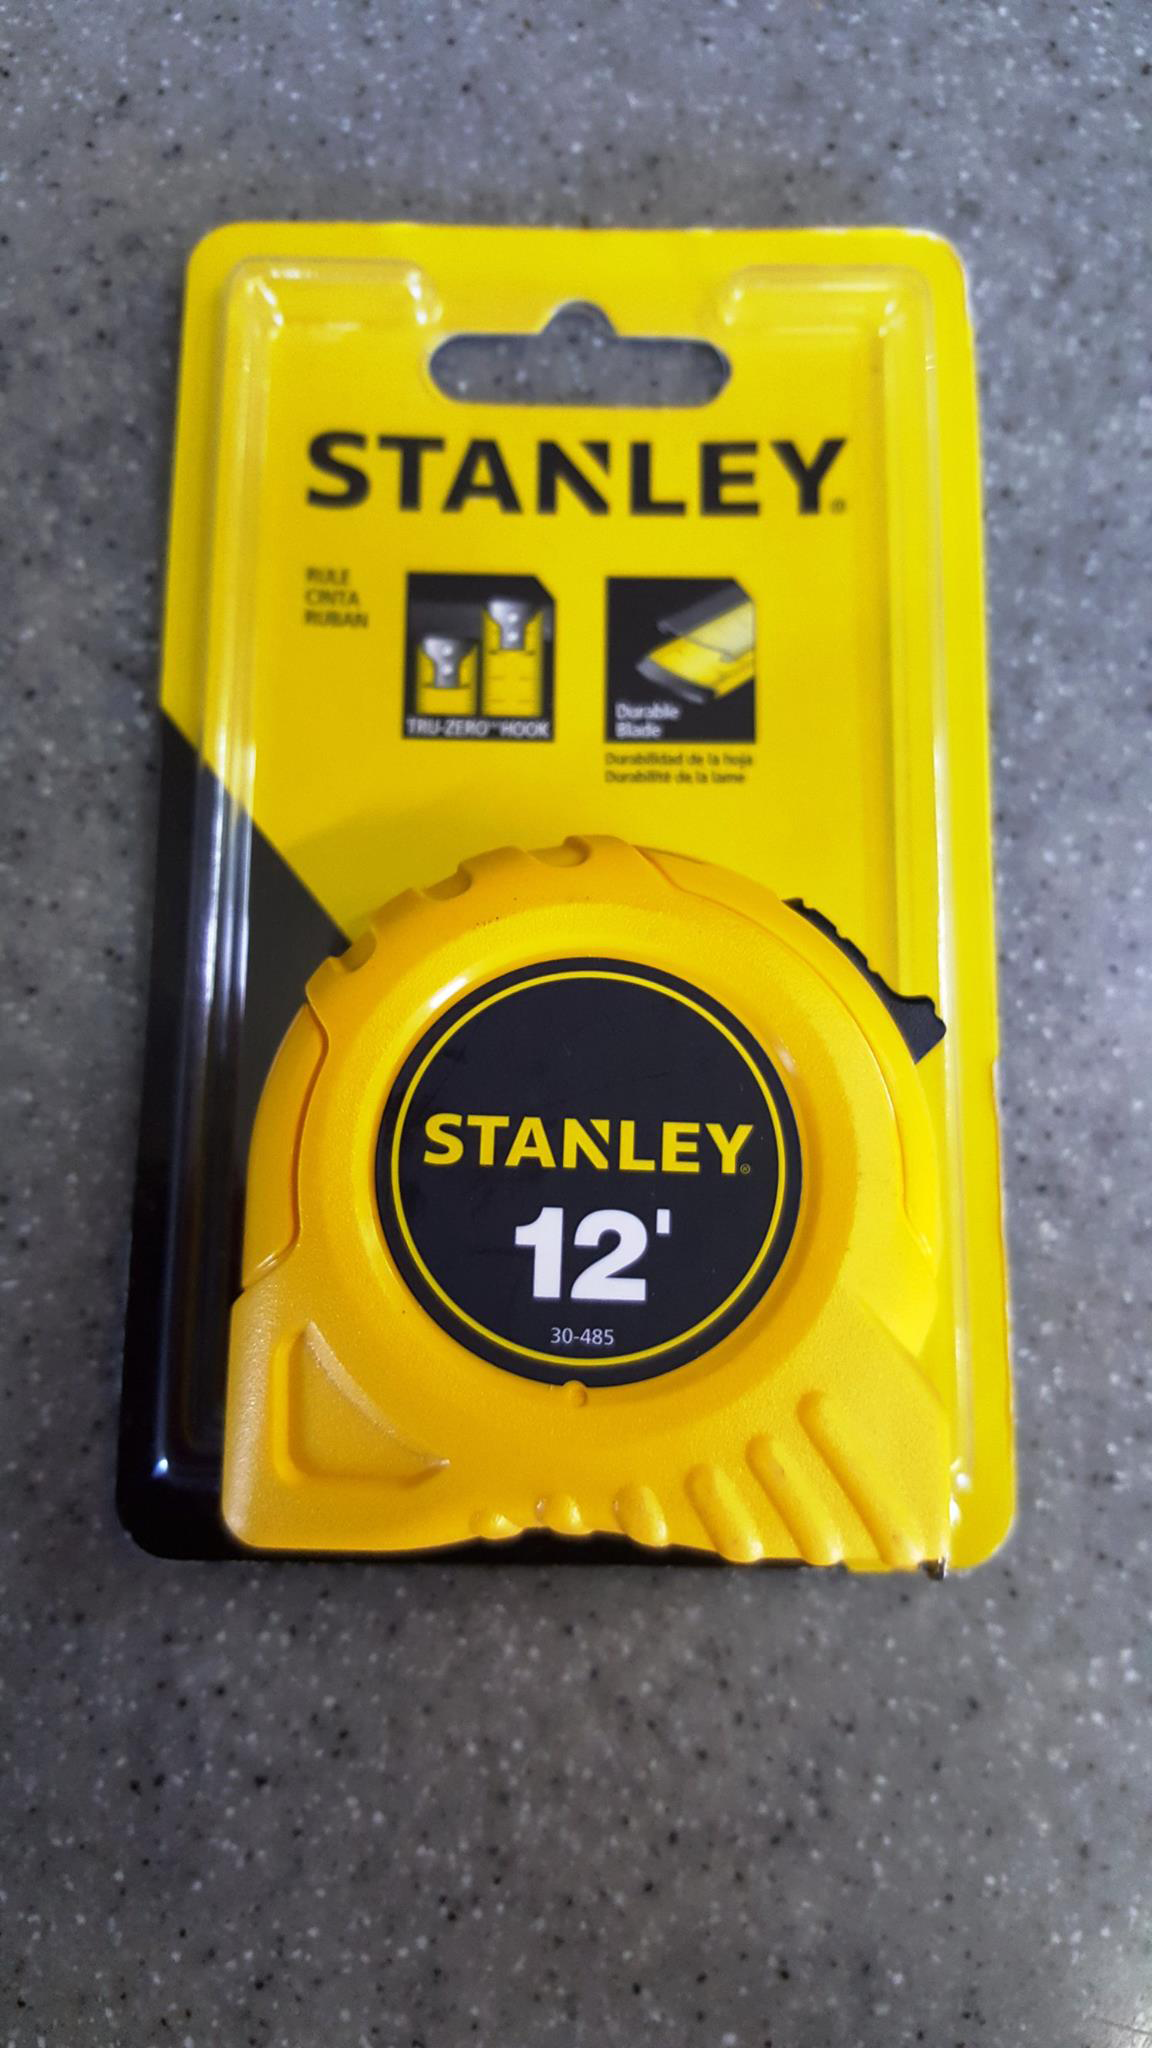 STANLEY®
RULE
CINTA
RUBAN
TRU-ZERO™ HOOK
Durable
Blade
Durabilidad de la hoja
Durabilité de la lame
STANLEY®
12'
30-485